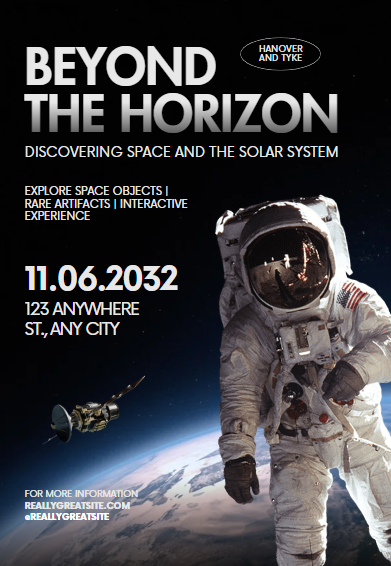 HANOVER
AND TYKE
BEYOND
THE HORIZON
DISCOVERING SPACE AND THE SOLAR SYSTEM
EXPLORE SPACE OBJECTS |
RARE ARTIFACTS | INTERACTIVE
EXPERIENCE
11.06.2032
123 ANYWHERE
ST., ANY CITY
FOR MORE INFORMATION
REALLYGREATSITE.COM
@REALLYGREATSITE